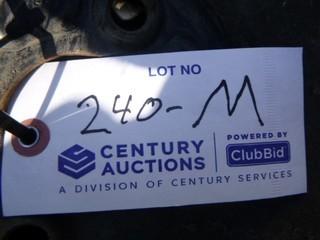 LOT NO
240-M
CENTURY
AUCTIONS
POWERED BY
ClubBid
A DIVISION OF CENTURY SERVICES